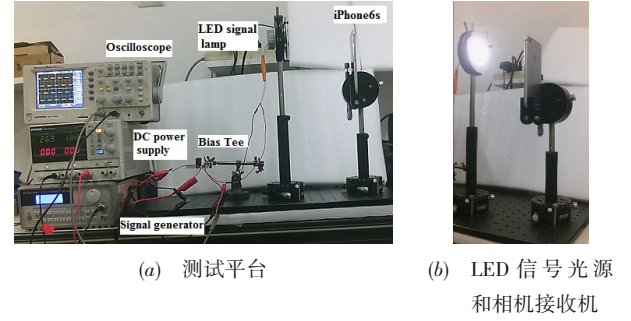 LED signal
lamp
iPhone6s
Oscilloscope
DC power
supply
Bias Tee
Signal generator
(a) 测试平台
(b) LED 信号光源
和相机接收机